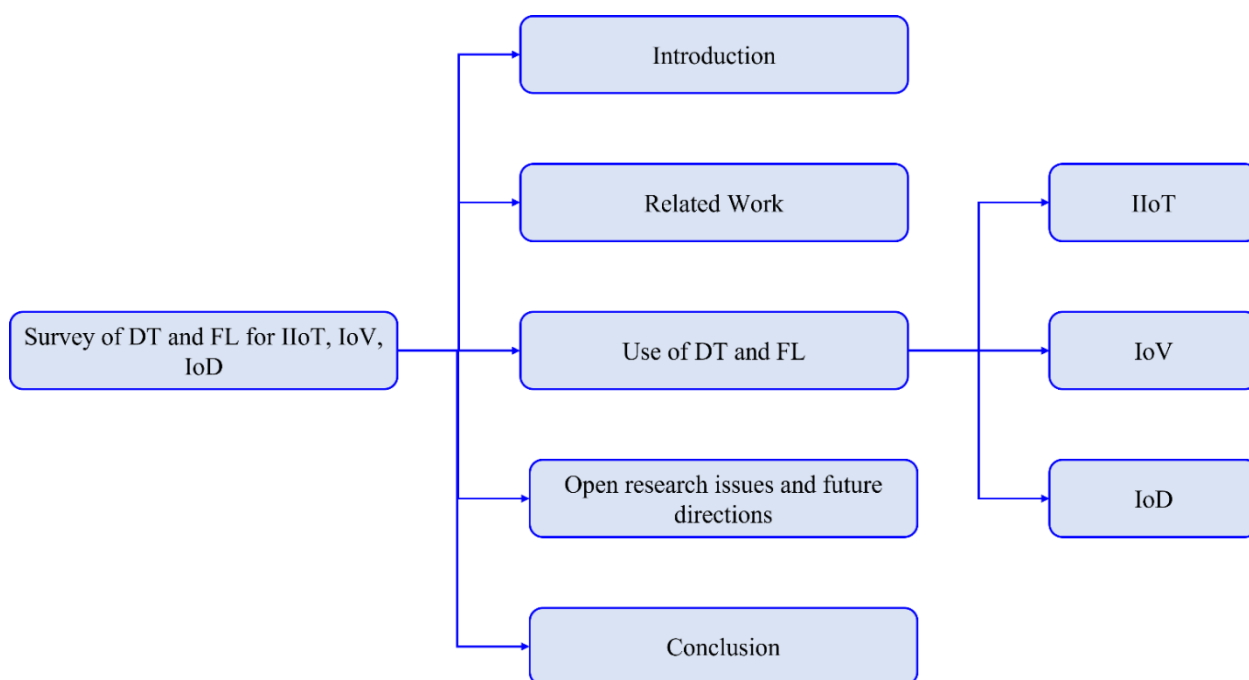 Introduction
Related Work
IIoT
Survey of DT and FL for IIoT, IoV,
IoD
Use of DT and FL
IoV
Open research issues and future
directions
IoD
Conclusion